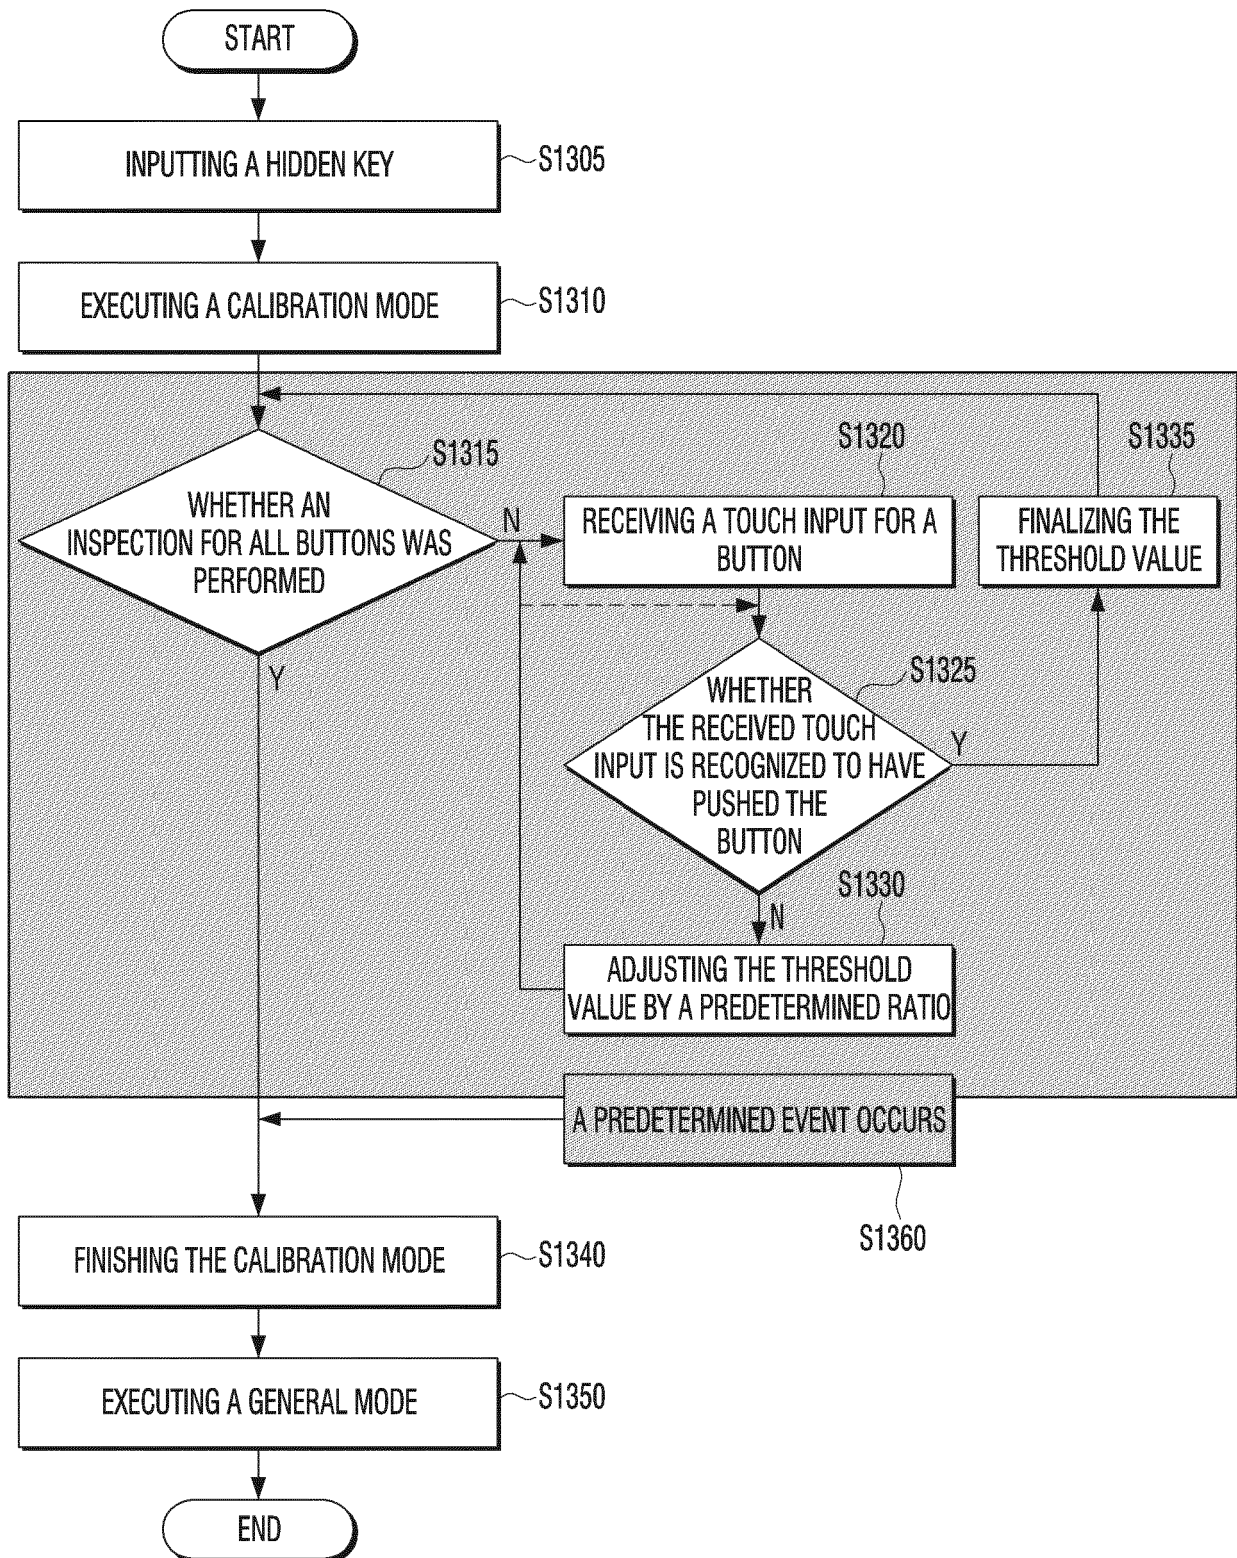 START
INPUTTING A HIDDEN KEY
S1305
EXECUTING A CALIBRATION MODE
S1310
S1315
WHETHER AN
INSPECTION FOR ALL BUTTONS WAS
PERFORMED
N
Y
S1320
RECEIVING A TOUCH INPUT FOR A
BUTTON
S1335
FINALIZING THE
THRESHOLD VALUE
S1325
WHETHER
THE RECEIVED TOUCH
INPUT IS RECOGNIZED TO HAVE
PUSHED THE
BUTTON
Y
N
S1330
ADJUSTING THE THRESHOLD
VALUE BY A PREDETERMINED RATIO
A PREDETERMINED EVENT OCCURS
S1360
FINISHING THE CALIBRATION MODE
S1340
EXECUTING A GENERAL MODE
S1350
END